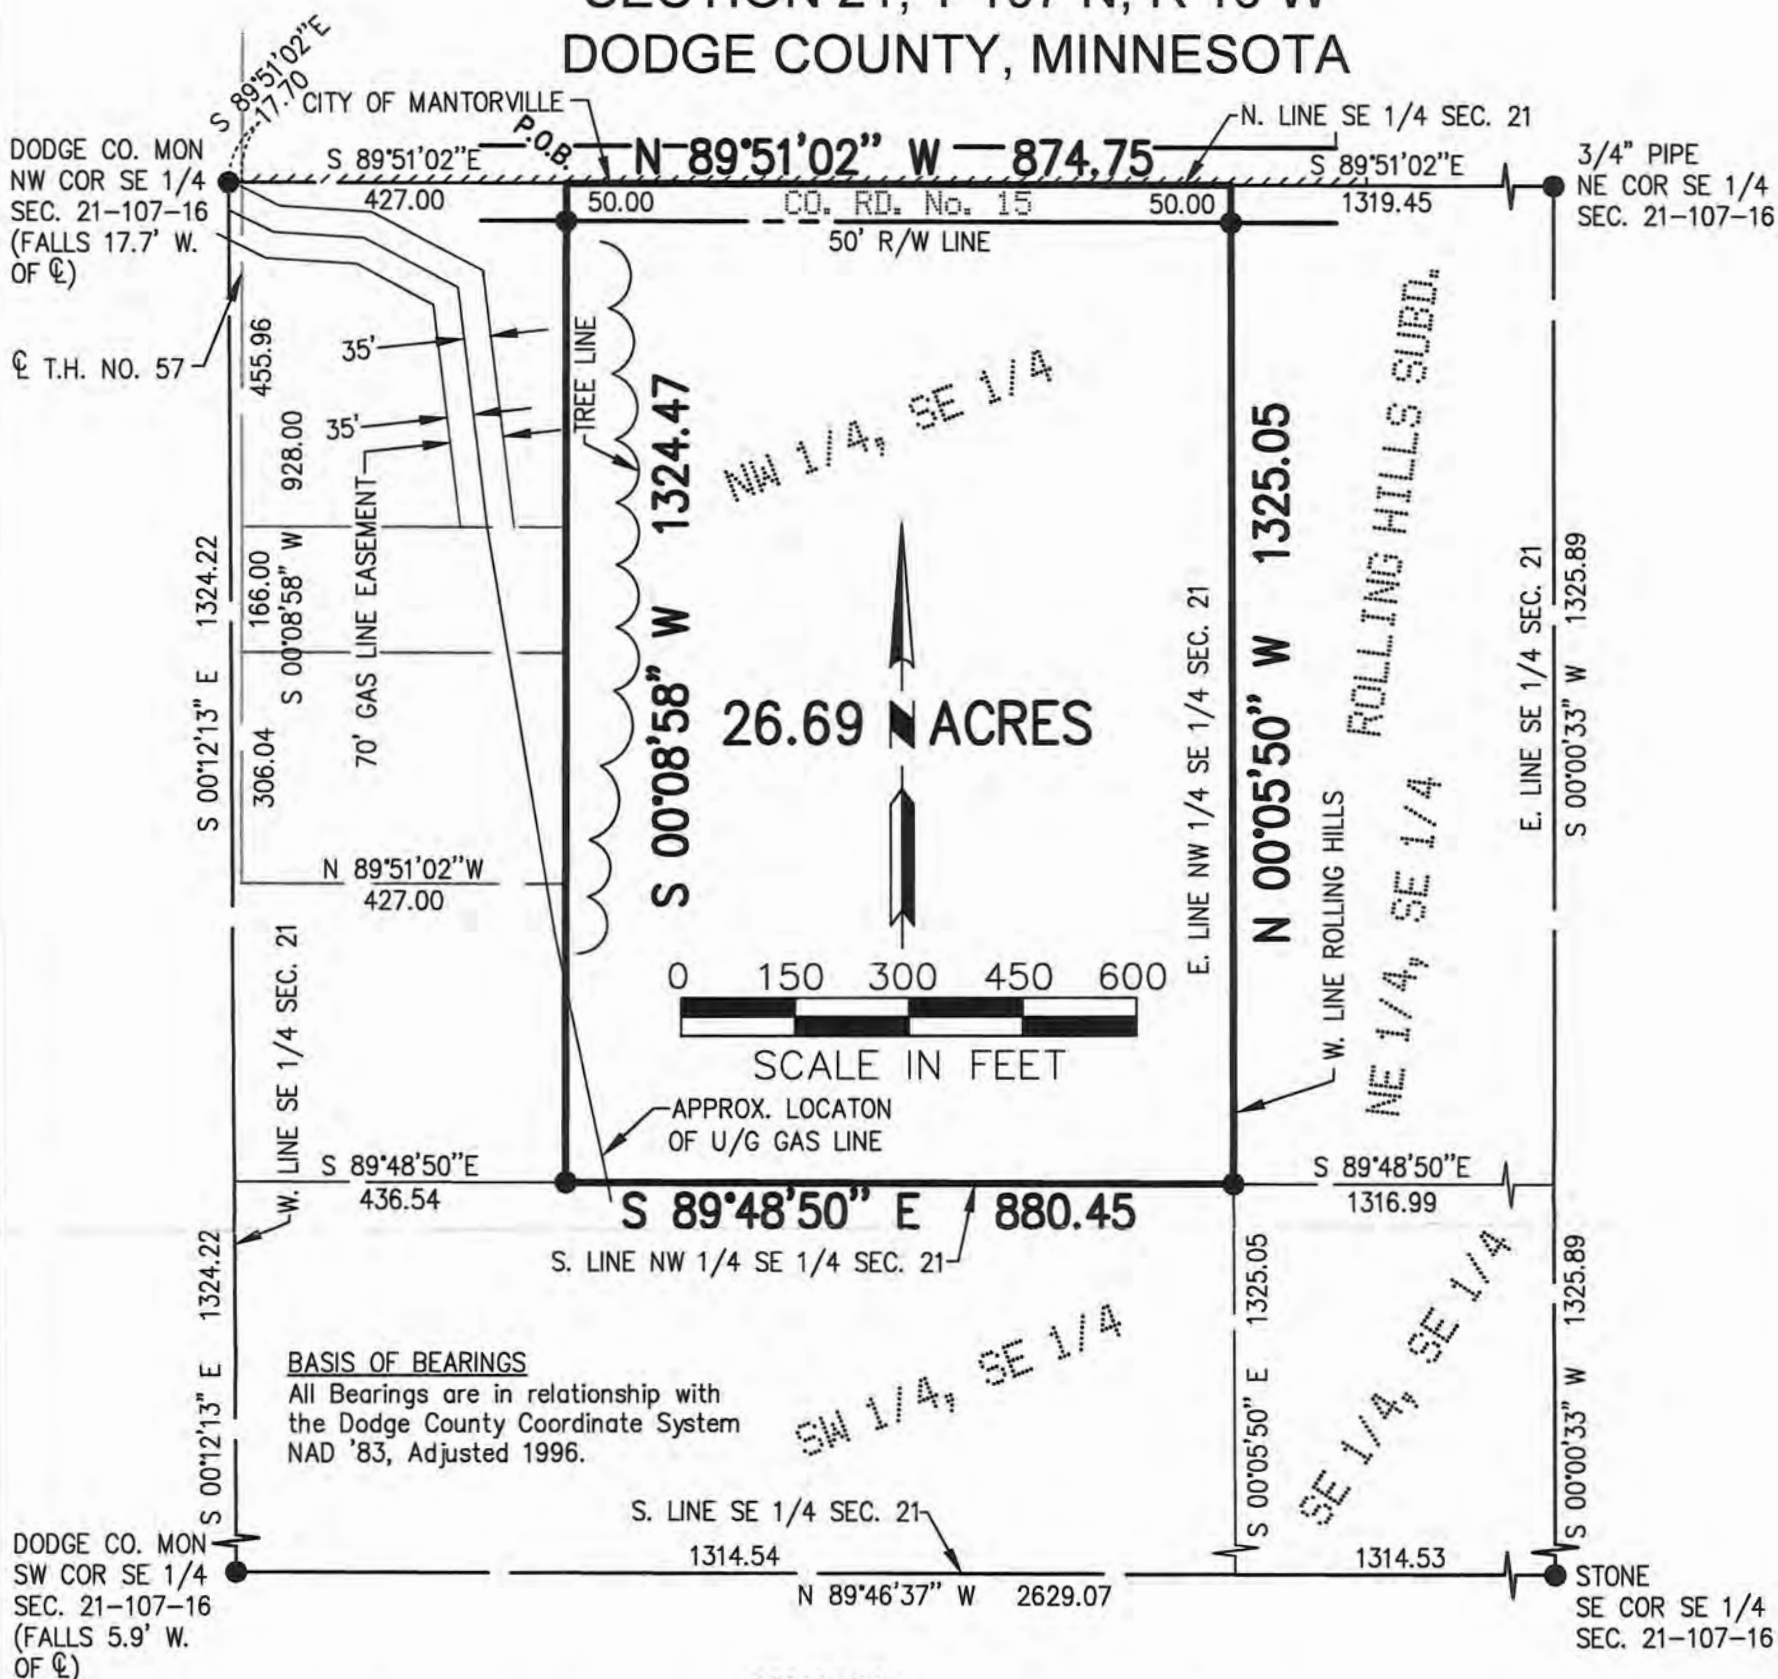 SECTION 21, T 107 N, R 16 W
DODGE COUNTY, MINNESOTA
S 89°51'02"E
17.70
CITY OF MANTORVILLE
P.O.B.
N 89°51'02" W 874.75
N. LINE SE 1/4 SEC. 21
DODGE CO. MON
NW COR SE 1/4
SEC. 21-107-16
(FALLS 17.7' W.
OF ℄)
S 89°51'02"E
427.00
50.00
CO. RD. No. 15
50.00
50' R/W LINE
S 89°51'02"E
1319.45
3/4" PIPE
NE COR SE 1/4
SEC. 21-107-16
℄ T.H. NO. 57
455.96
928.00
S 00°08'58" W
166.00
306.04
35'
35'
70' GAS LINE EASEMENT
TREE LINE
S 00°08'58" W 1324.47
NW 1/4, SE 1/4
N 00°05'50" W 1325.05
ROLLING HILLS SUBD.
S 00°12'13" E 1324.22
E. LINE NW 1/4 SE 1/4 SEC. 21
E. LINE SE 1/4 SEC. 21
S 00°00'33" W 1325.89
26.69 N ACRES
N 89°51'02"W
427.00
W. LINE SE 1/4 SEC. 21
W. LINE ROLLING HILLS
NE 1/4, SE 1/4
0 150 300 450 600
SCALE IN FEET
APPROX. LOCATON
OF U/G GAS LINE
S 89°48'50"E
436.54
S 89°48'50" E 880.45
S 89°48'50"E
1316.99
S. LINE NW 1/4 SE 1/4 SEC. 21
S 00°12'13" E 1324.22
S 00°05'50" E 1325.05
S 00°00'33" W 1325.89
SW 1/4, SE 1/4
SE 1/4, SE 1/4
BASIS OF BEARINGS
All Bearings are in relationship with
the Dodge County Coordinate System
NAD '83, Adjusted 1996.
S. LINE SE 1/4 SEC. 21
1314.54
1314.53
N 89°46'37" W 2629.07
DODGE CO. MON
SW COR SE 1/4
SEC. 21-107-16
(FALLS 5.9' W.
OF ℄)
STONE
SE COR SE 1/4
SEC. 21-107-16